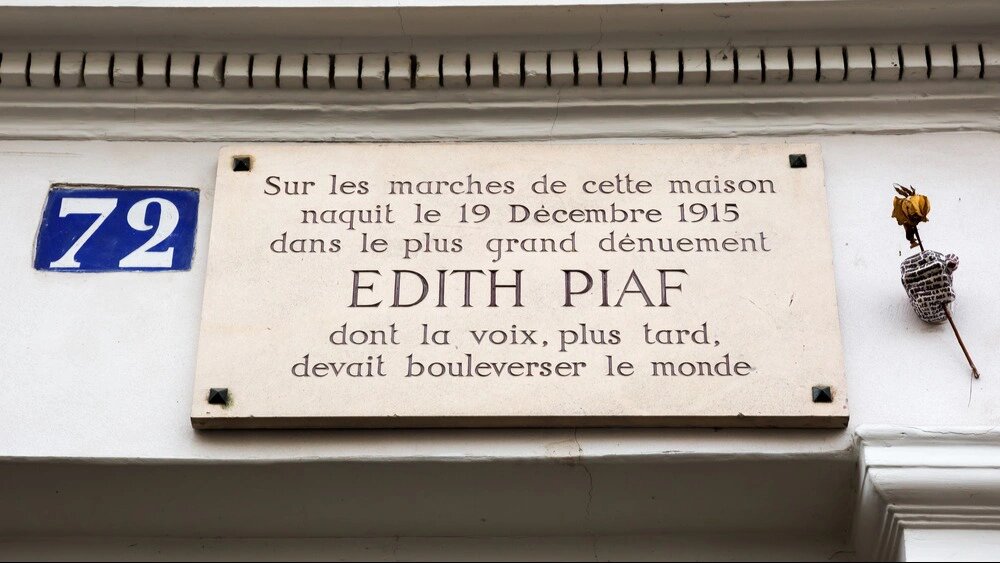 72
Sur les marches de cette maison
naquit le 19 Décembre 1915
dans le plus grand dénuement
EDITH PIAF
dont la voix, plus tard,
devait bouleverser le monde